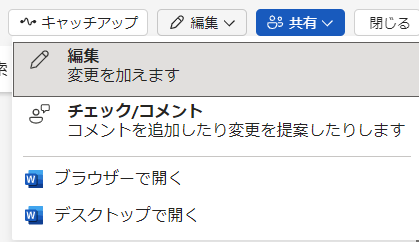 キャッチアップ 編集 共有 閉じる
索
編集
変更を加えます
チェック/コメント
コメントを追加したり変更を提案したりします
ブラウザーで開く
デスクトップで開く